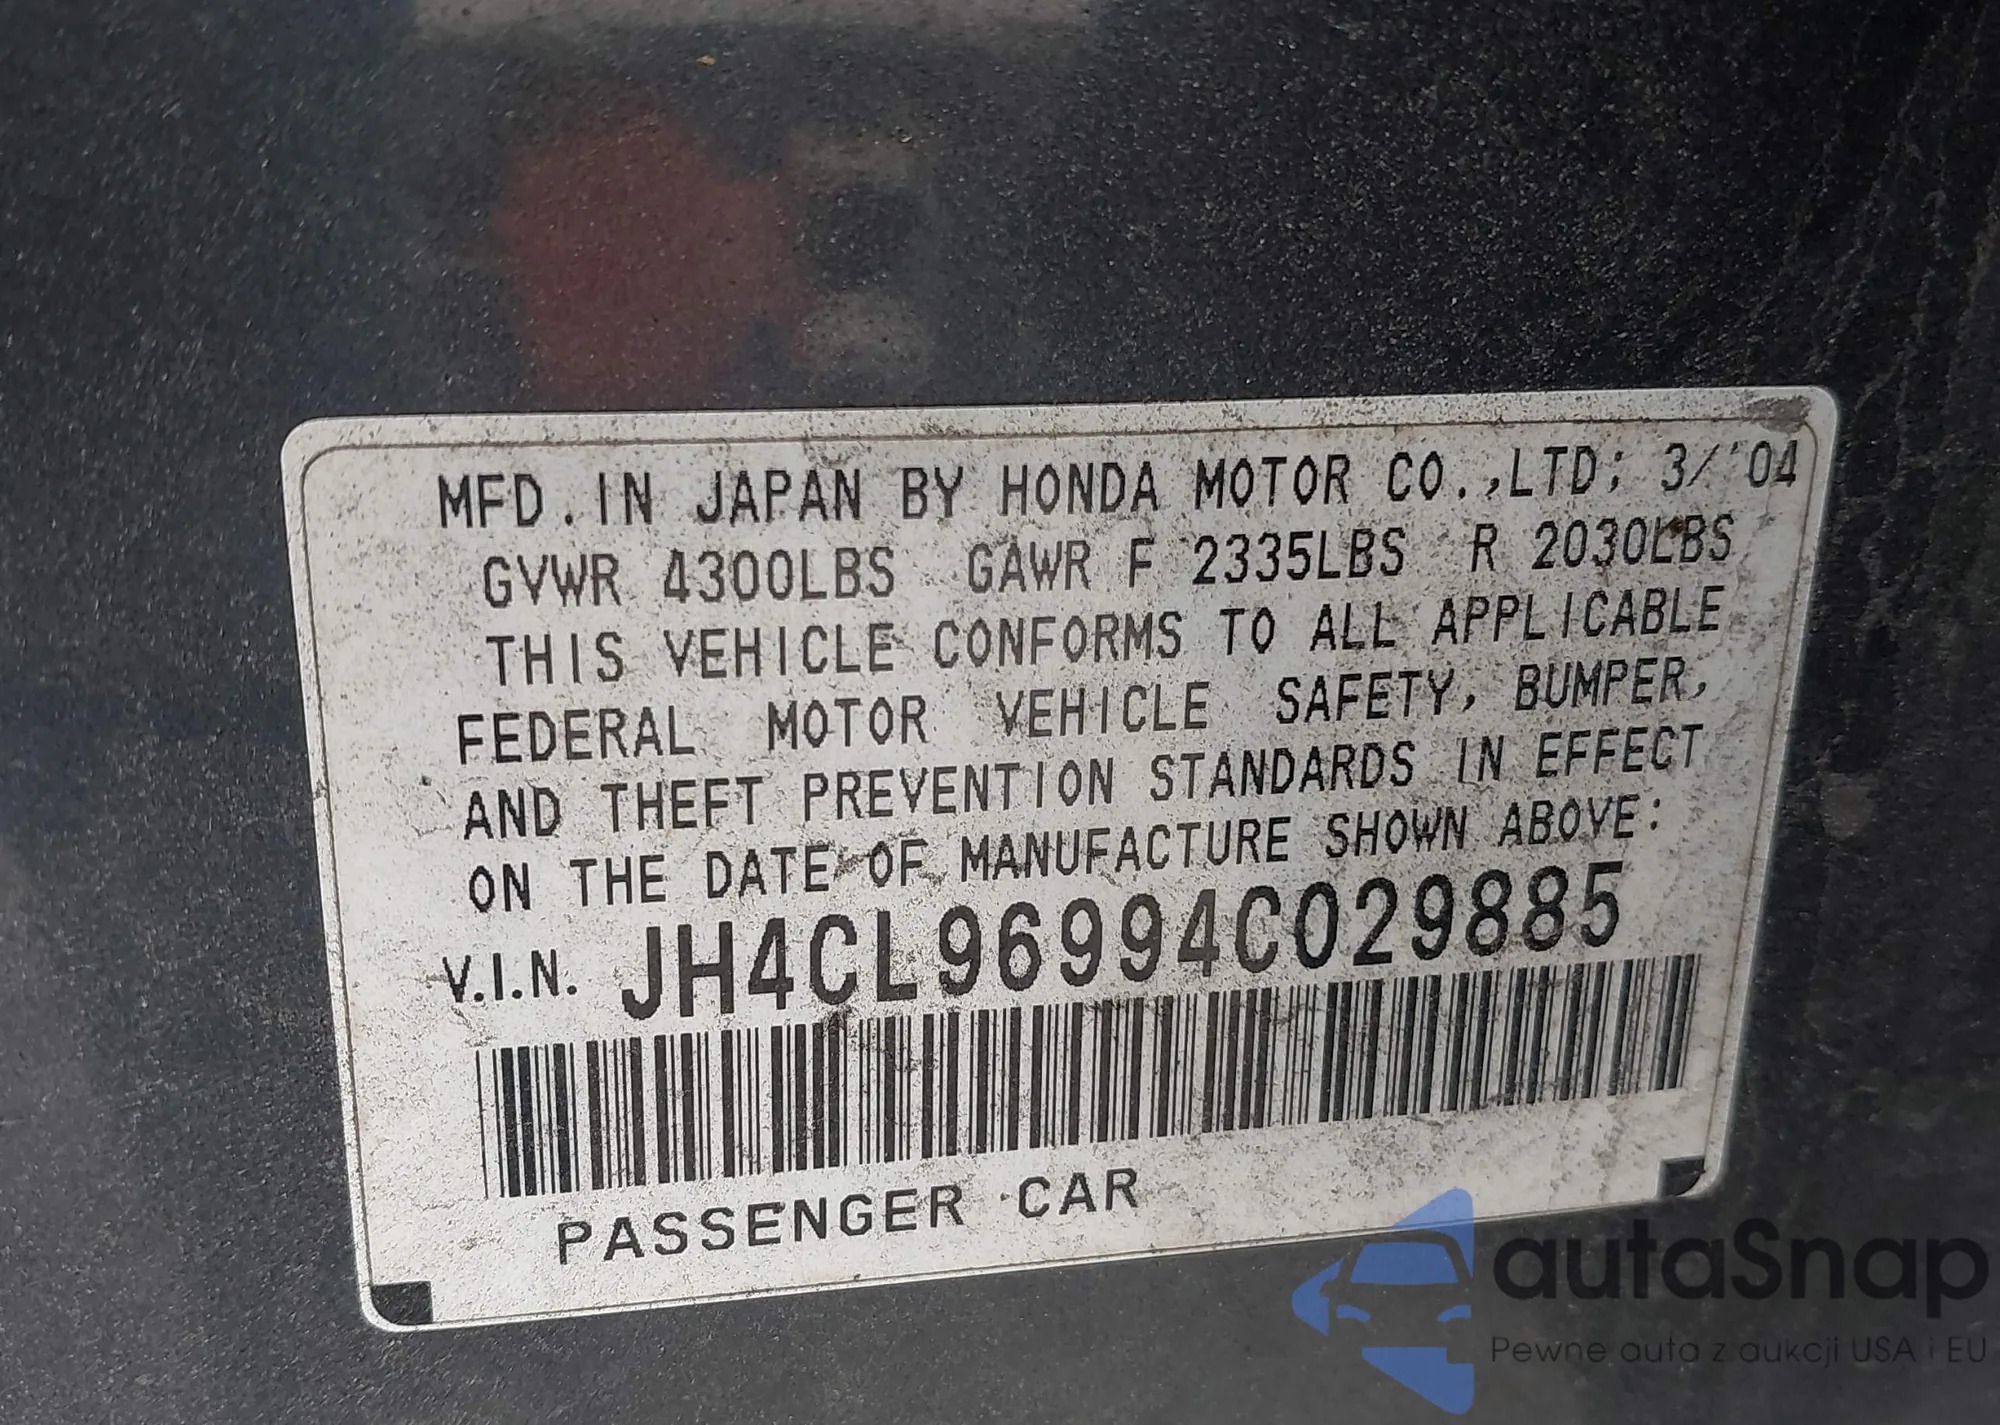 MFD. IN JAPAN BY HONDA MOTOR CO.,LTD; 3/'04
GVWR 4300LBS GAWR F 2335LBS R 2030LBS
THIS VEHICLE CONFORMS TO ALL APPLICABLE
FEDERAL MOTOR VEHICLE SAFETY, BUMPER,
AND THEFT PREVENTION STANDARDS IN EFFECT
ON THE DATE OF MANUFACTURE SHOWN ABOVE:
V.I.N. JH4CL96994C029885
PASSENGER CAR
autaSnap
Pewne auta z aukcji USA i EU